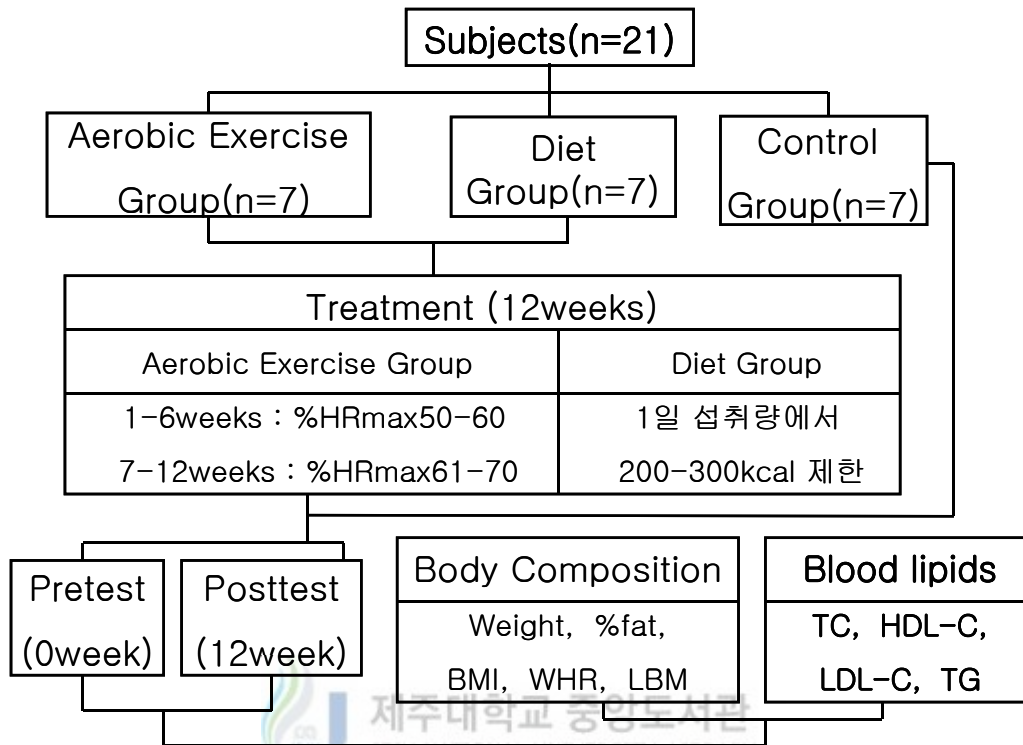 Subjects(n=21)
Aerobic Exercise
Group(n=7)
Diet
Group(n=7)
Control
Group(n=7)
Treatment (12weeks)
Aerobic Exercise Group
Diet Group
1-6weeks : %HRmax50-60
7-12weeks : %HRmax61-70
1일 섭취량에서
200-300kcal 제한
Pretest
(0week)
Posttest
(12week)
Body Composition
Weight, %fat,
BMI, WHR, LBM
Blood lipids
TC, HDL-C,
LDL-C, TG
제주대학교 중앙도서관